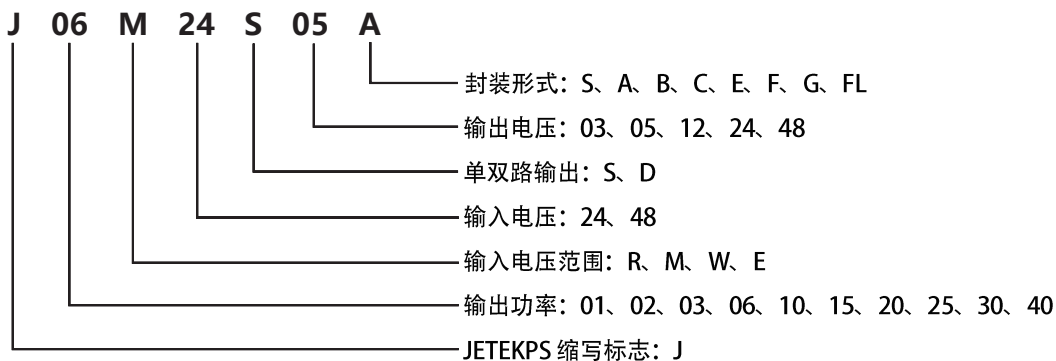 J 06 M 24 S 05 A
封装形式：S、A、B、C、E、F、G、FL
输出电压：03、05、12、24、48
单双路输出：S、D
输入电压：24、48
输入电压范围：R、M、W、E
输出功率：01、02、03、06、10、15、20、25、30、40
JETEKPS 缩写标志：J